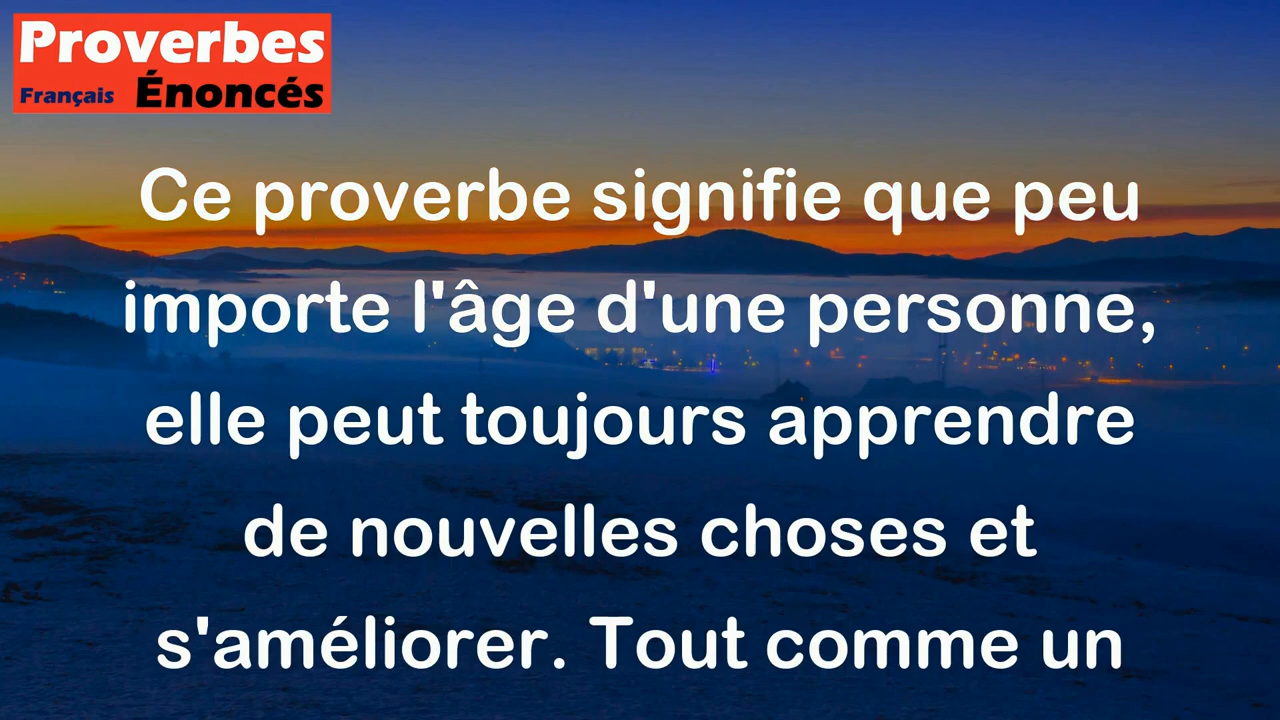 Proverbes
Français Énoncés
Ce proverbe signifie que peu
importe l'âge d'une personne,
elle peut toujours apprendre
de nouvelles choses et
s'améliorer. Tout comme un